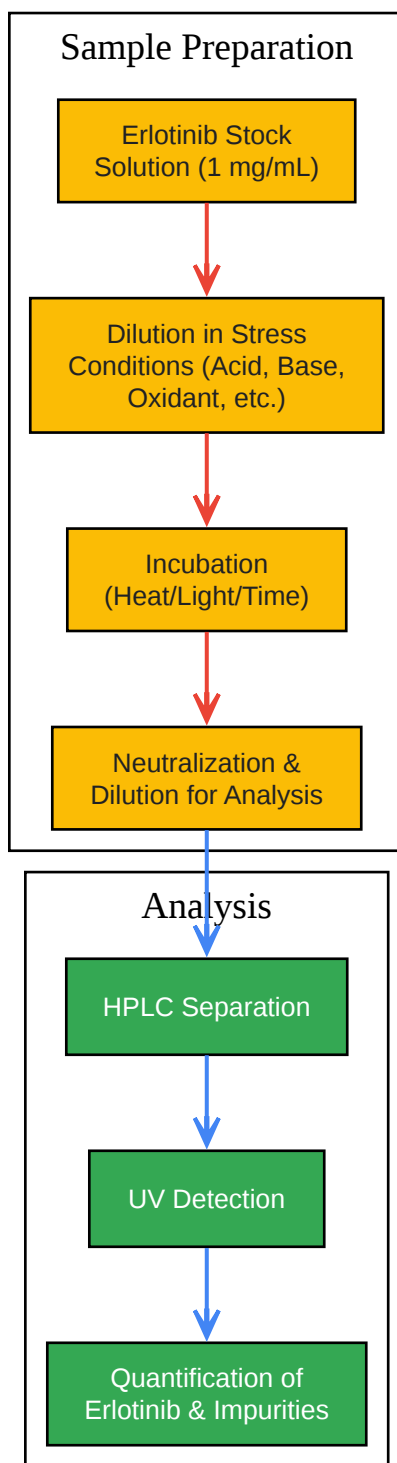 Sample Preparation
Erlotinib Stock
Solution (1 mg/mL)
Dilution in Stress
Conditions (Acid, Base,
Oxidant, etc.)
Incubation
(Heat/Light/Time)
Neutralization &
Dilution for Analysis
Analysis
HPLC Separation
UV Detection
Quantification of
Erlotinib & Impurities